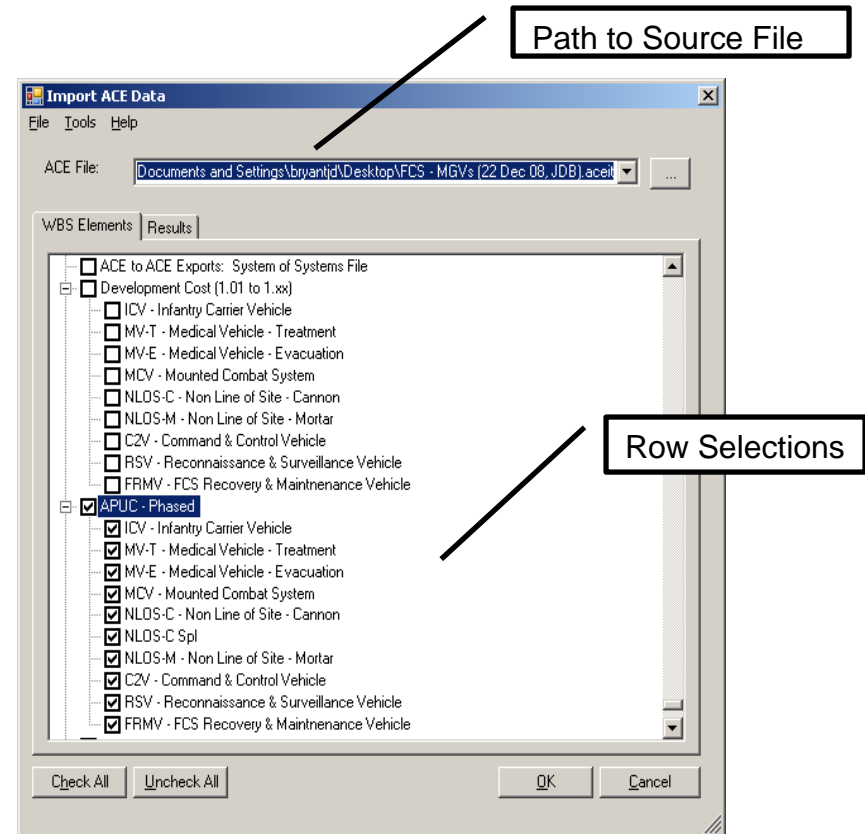 Path to Source File
Import ACE Data
File Tools Help
ACE File: Documents and Settings\bryantjd\Desktop\FCS - MGVs (22 Dec 08, JDB).aceit ...
WBS Elements Results
ACE to ACE Exports: System of Systems File
Development Cost (1.01 to 1.xx)
ICV - Infantry Carrier Vehicle
MV-T - Medical Vehicle - Treatment
MV-E - Medical Vehicle - Evacuation
MCV - Mounted Combat System
NLOS-C - Non Line of Site - Cannon
NLOS-M - Non Line of Site - Mortar
C2V - Command & Control Vehicle
RSV - Reconnaissance & Surveillance Vehicle
FRMV - FCS Recovery & Maintnenance Vehicle
Row Selections
APUC - Phased
ICV - Infantry Carrier Vehicle
MV-T - Medical Vehicle - Treatment
MV-E - Medical Vehicle - Evacuation
MCV - Mounted Combat System
NLOS-C - Non Line of Site - Cannon
NLOS-C Spl
NLOS-M - Non Line of Site - Mortar
C2V - Command & Control Vehicle
RSV - Reconnaissance & Surveillance Vehicle
FRMV - FCS Recovery & Maintnenance Vehicle
Check All Uncheck All OK Cancel